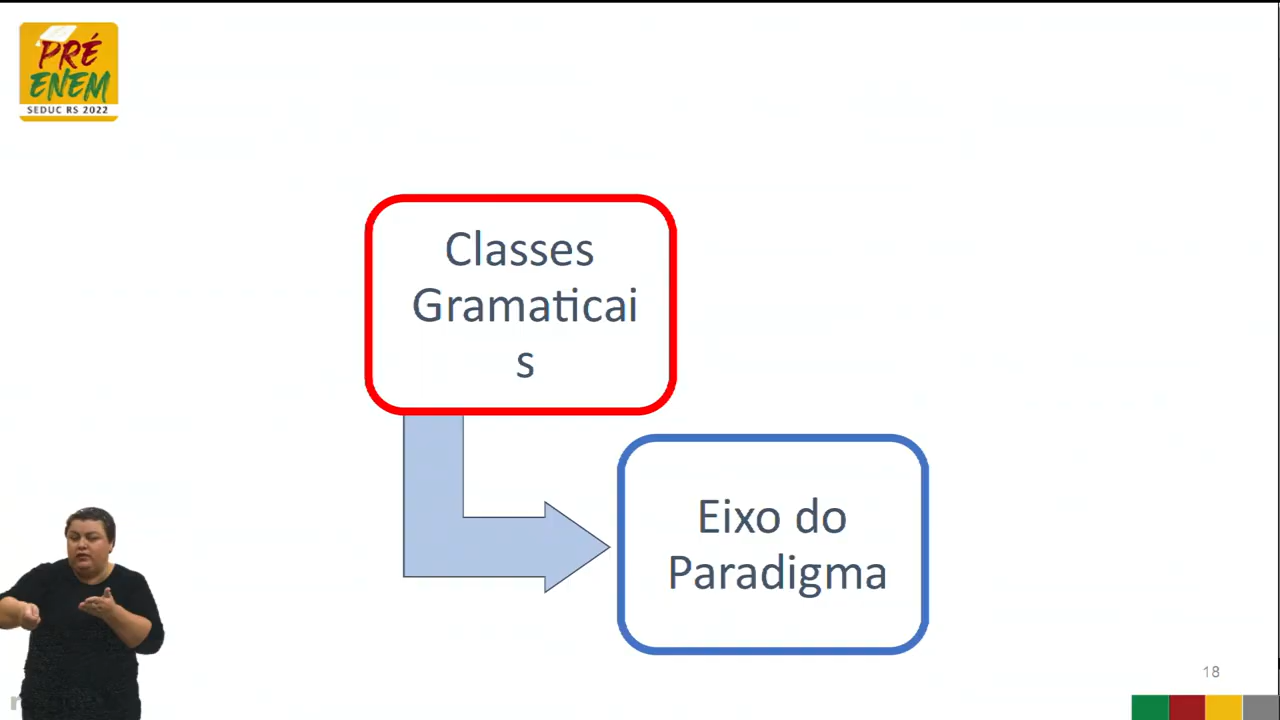 PRÉ
ENEM
SEDUC RS 2022
Classes
Gramaticai
s
Eixo do
Paradigma
18